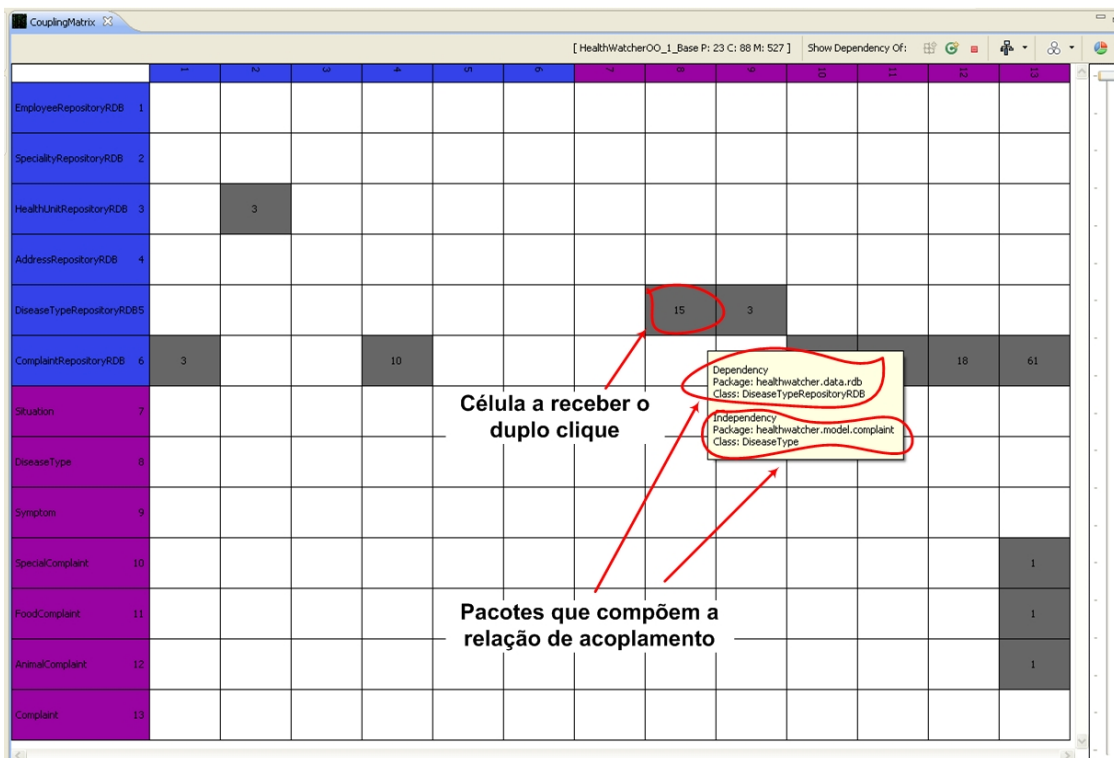 CouplingMatrix
[ HealthWatcherOO_1_Base P: 23 C: 88 M: 527 ] Show Dependency Of:
1 2 3 4 5 6 7 8 9 10 11 12 13
EmployeeRepositoryRDB 1
SpecialityRepositoryRDB 2
HealthUnitRepositoryRDB 3 3
AddressRepositoryRDB 4
DiseaseTypeRepositoryRDB5 15 3
ComplaintRepositoryRDB 6 3 10 18 61
Dependency
Package: healthwatcher.data.rdb
Class: DiseaseTypeRepositoryRDB
Independency
Package: healthwatcher.model.complaint
Class: DiseaseType
Célula a receber o
duplo clique
Situation 7
DiseaseType 8
Symptom 9
SpecialComplaint 10 1
FoodComplaint 11 1
AnimalComplaint 12 1
Complaint 13
Pacotes que compõem a
relação de acoplamento